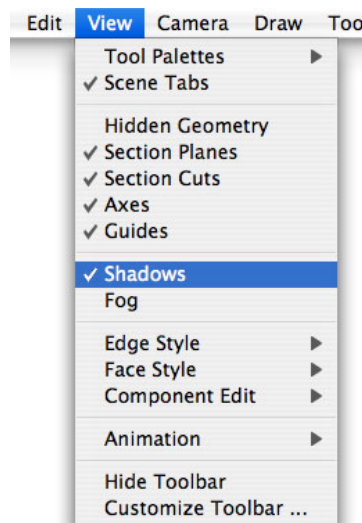 Edit View Camera Draw Too
Tool Palettes
Scene Tabs
Hidden Geometry
Section Planes
Section Cuts
Axes
Guides
Shadows
Fog
Edge Style
Face Style
Component Edit
Animation
Hide Toolbar
Customize Toolbar ...